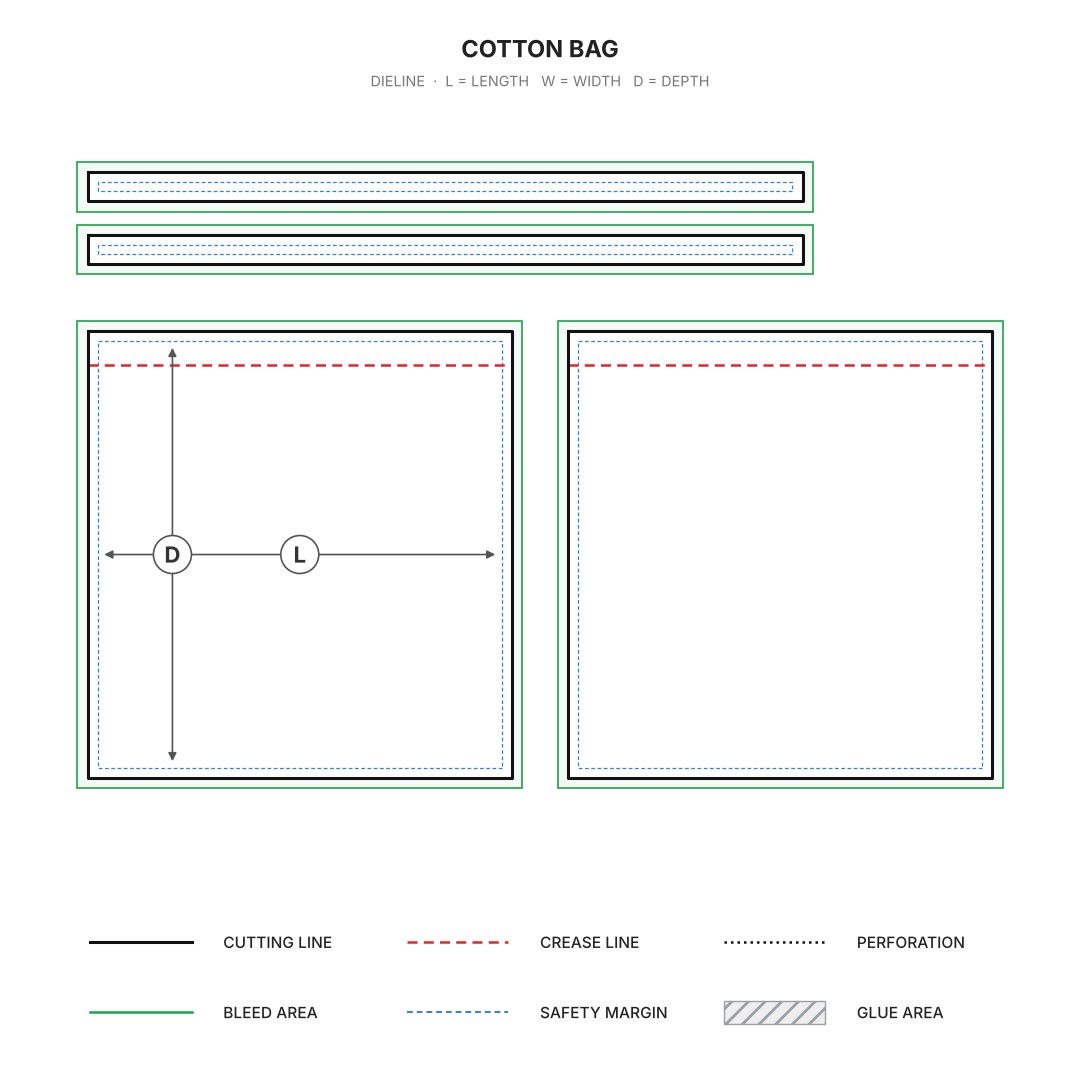 COTTON BAG
DIELINE · L = LENGTH W = WIDTH D = DEPTH
D
L
CUTTING LINE
CREASE LINE
PERFORATION
BLEED AREA
SAFETY MARGIN
GLUE AREA